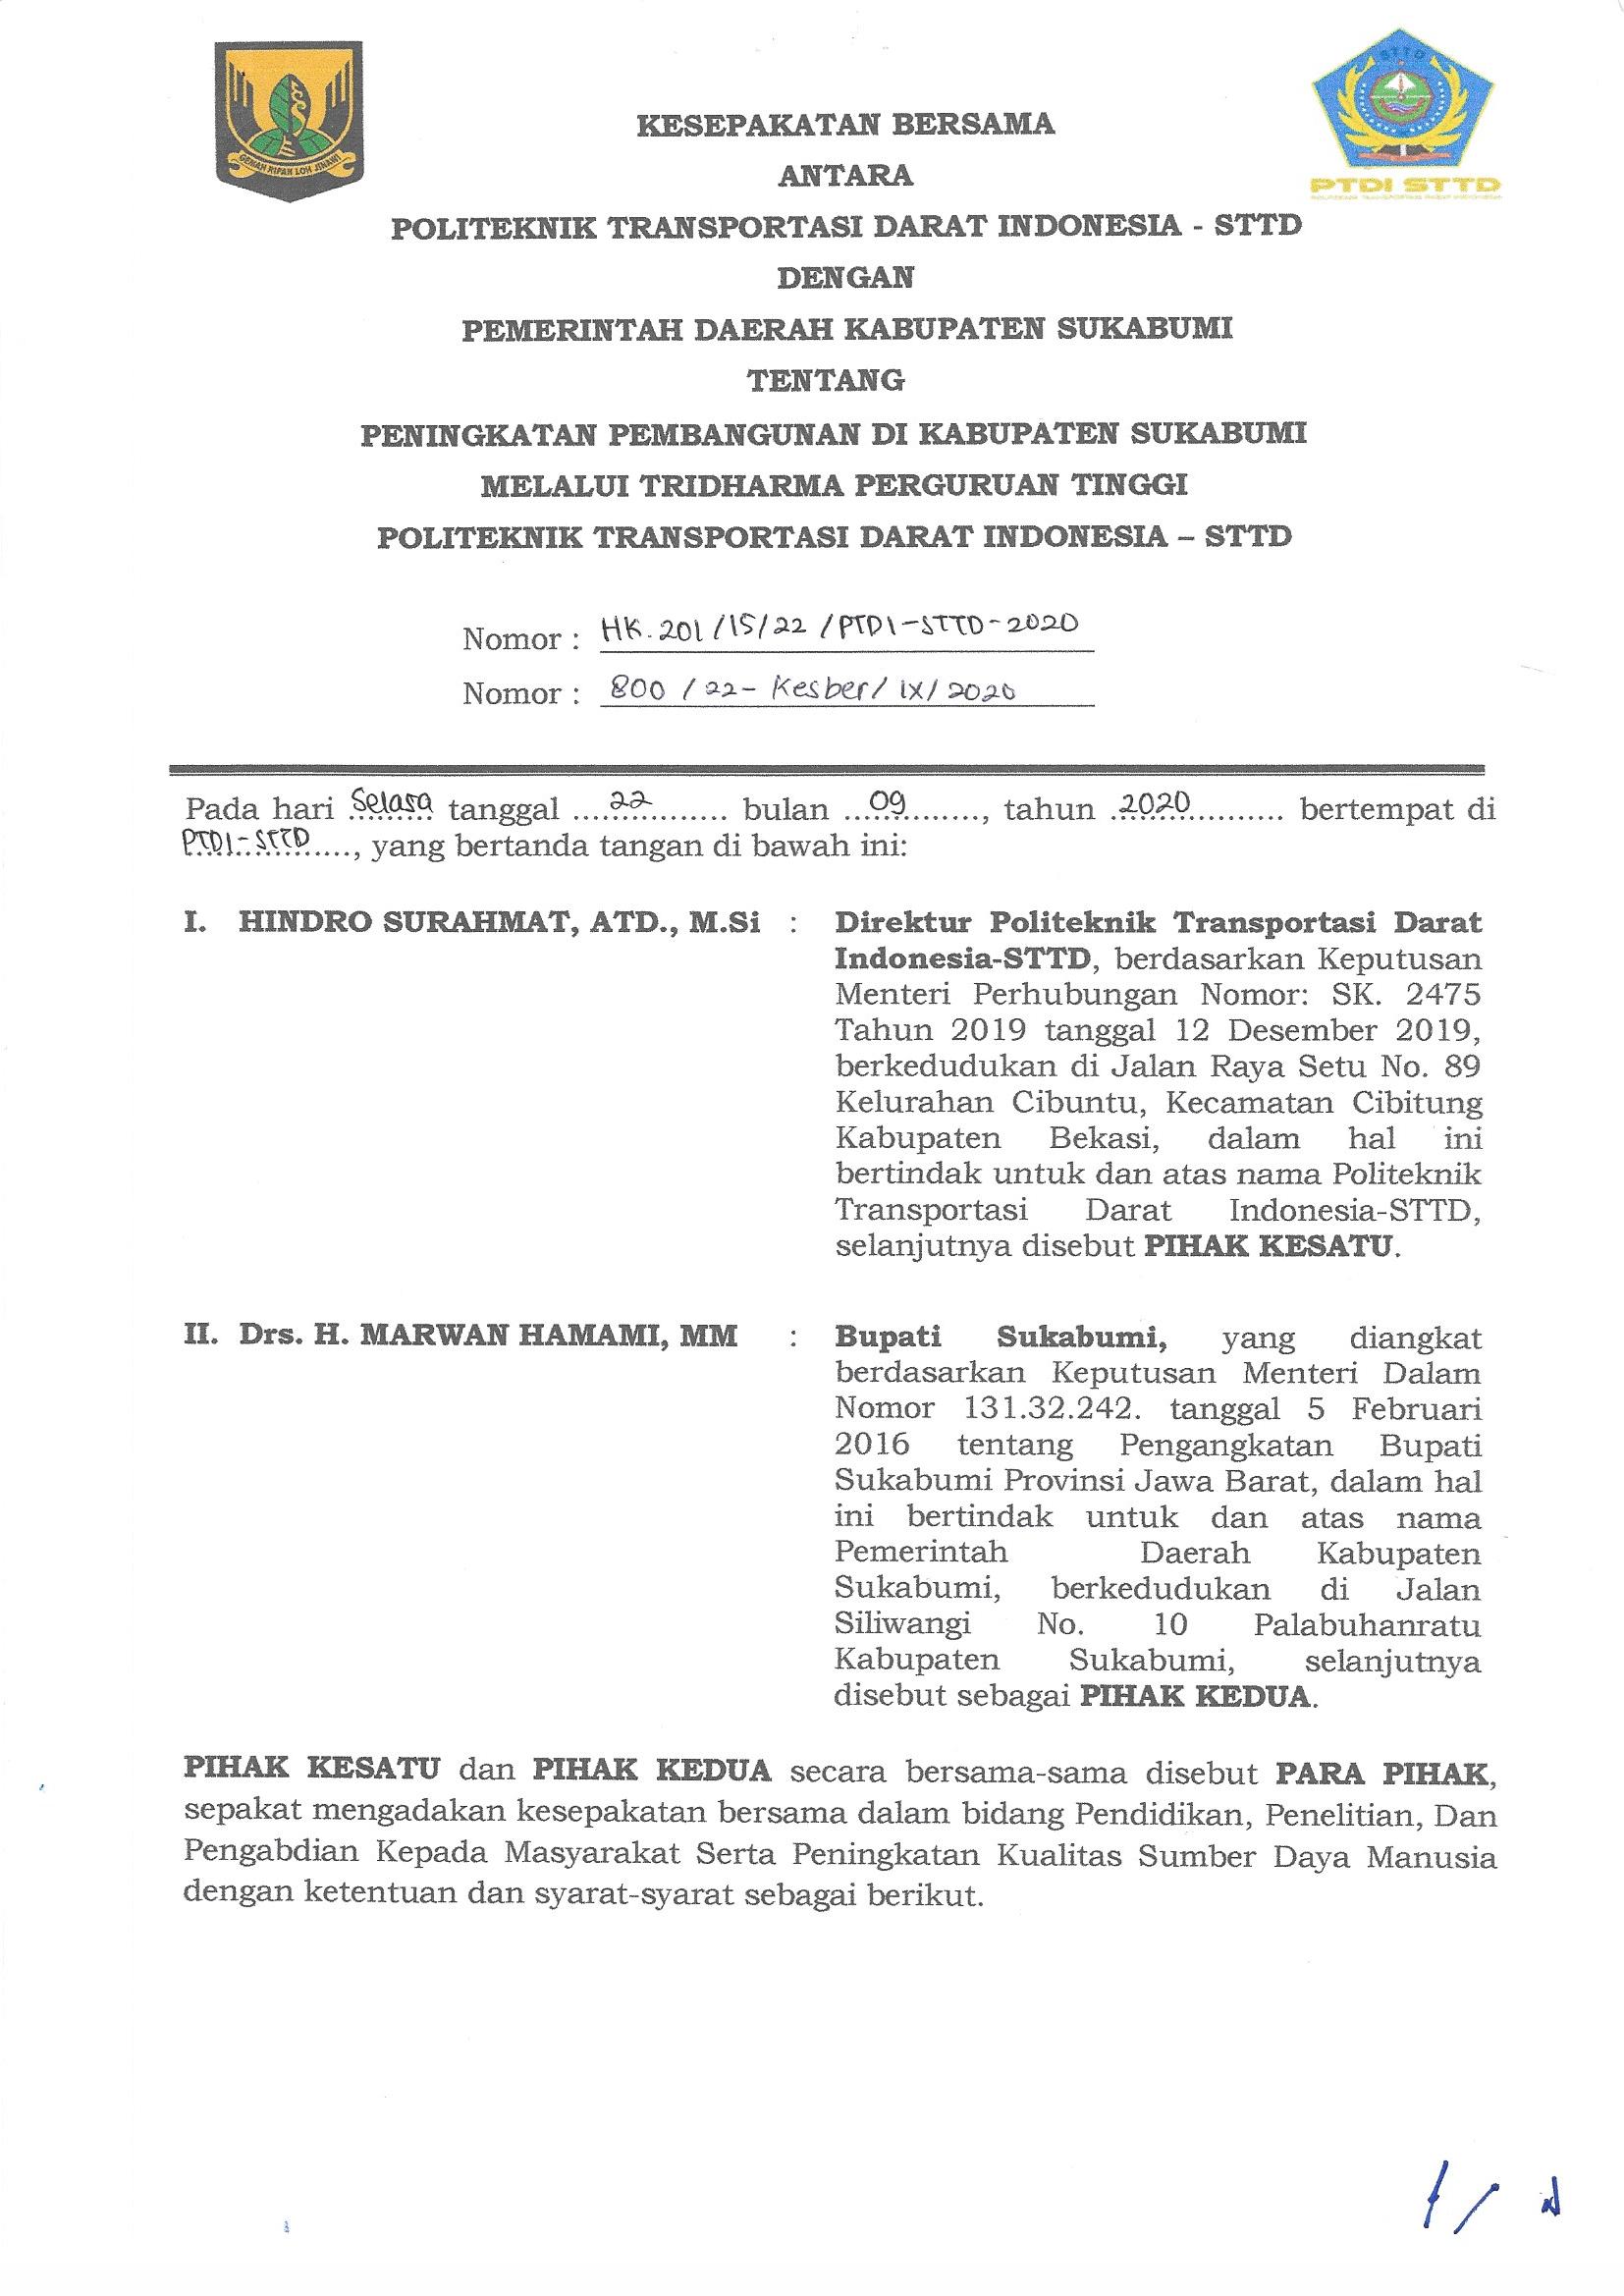 GEMAH RIPAH LOH JINAWI
STTD
PTDI STTD
POLITEKNIK TRANSPORTASI DARAT INDONESIA
KESEPAKATAN BERSAMA
ANTARA
POLITEKNIK TRANSPORTASI DARAT INDONESIA - STTD
DENGAN
PEMERINTAH DAERAH KABUPATEN SUKABUMI
TENTANG
PENINGKATAN PEMBANGUNAN DI KABUPATEN SUKABUMI
MELALUI TRIDHARMA PERGURUAN TINGGI
POLITEKNIK TRANSPORTASI DARAT INDONESIA – STTD
Nomor : HK.201/15/22/PTDI-STTD-2020
Nomor : 800 / 22- Kesber/ IX/ 2020
Pada hari Selasa tanggal ....22.... bulan ...09......, tahun 2020.......... bertempat di
PTDI-STTD...., yang bertanda tangan di bawah ini:
I. HINDRO SURAHMAT, ATD., M.Si : Direktur Politeknik Transportasi Darat
Indonesia-STTD, berdasarkan Keputusan
Menteri Perhubungan Nomor: SK. 2475
Tahun 2019 tanggal 12 Desember 2019,
berkedudukan di Jalan Raya Setu No. 89
Kelurahan Cibuntu, Kecamatan Cibitung
Kabupaten Bekasi, dalam hal ini
bertindak untuk dan atas nama Politeknik
Transportasi Darat Indonesia-STTD,
selanjutnya disebut PIHAK KESATU.
II. Drs. H. MARWAN HAMAMI, MM : Bupati Sukabumi, yang diangkat
berdasarkan Keputusan Menteri Dalam
Nomor 131.32.242. tanggal 5 Februari
2016 tentang Pengangkatan Bupati
Sukabumi Provinsi Jawa Barat, dalam hal
ini bertindak untuk dan atas nama
Pemerintah Daerah Kabupaten
Sukabumi, berkedudukan di Jalan
Siliwangi No. 10 Palabuhanratu
Kabupaten Sukabumi, selanjutnya
disebut sebagai PIHAK KEDUA.
PIHAK KESATU dan PIHAK KEDUA secara bersama-sama disebut PARA PIHAK,
sepakat mengadakan kesepakatan bersama dalam bidang Pendidikan, Penelitian, Dan
Pengabdian Kepada Masyarakat Serta Peningkatan Kualitas Sumber Daya Manusia
dengan ketentuan dan syarat-syarat sebagai berikut.